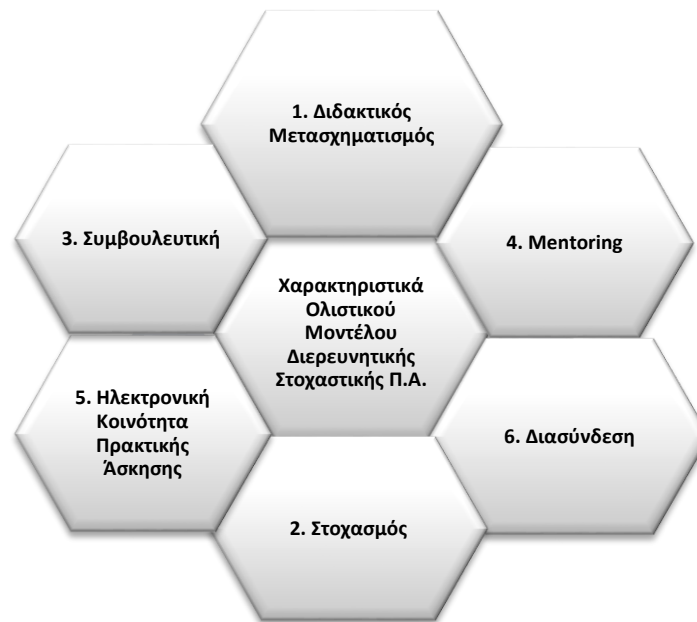 1. Διδακτικός
Μετασχηματισμός
3. Συμβουλευτική
4. Mentoring
Χαρακτηριστικά
Ολιστικού
Μοντέλου
Διερευνητικής
Στοχαστικής Π.Α.
5. Ηλεκτρονική
Κοινότητα
Πρακτικής
Άσκησης
6. Διασύνδεση
2. Στοχασμός